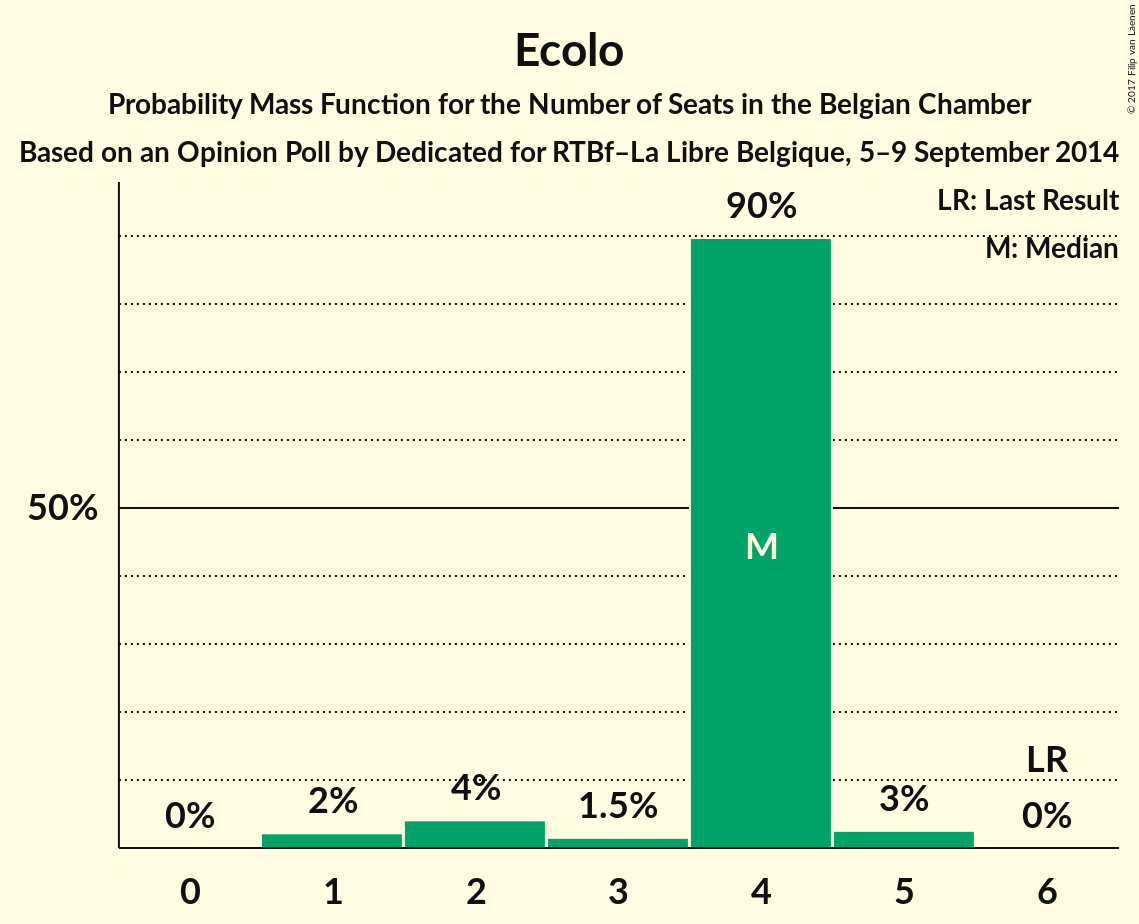 Ecolo
Probability Mass Function for the Number of Seats in the Belgian Chamber
Based on an Opinion Poll by Dedicated for RTBf–La Libre Belgique, 5–9 September 2014
© 2017 Filip van Laenen
LR: Last Result
M: Median
90%
50%
M
LR
0%
2%
4%
1.5%
3%
0%
0
1
2
3
4
5
6